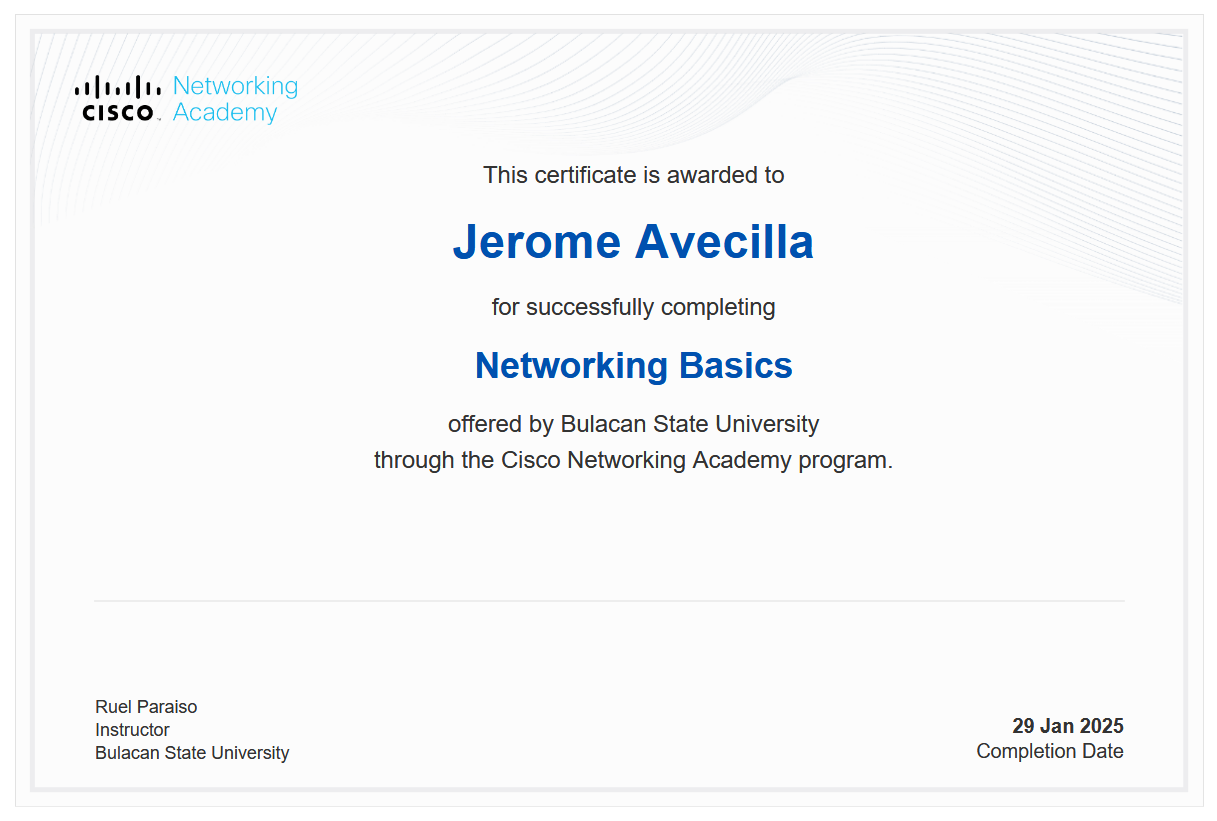 CISCO Networking
Academy
This certificate is awarded to
Jerome Avecilla
for successfully completing
Networking Basics
offered by Bulacan State University
through the Cisco Networking Academy program.
Ruel Paraiso
Instructor
Bulacan State University
29 Jan 2025
Completion Date